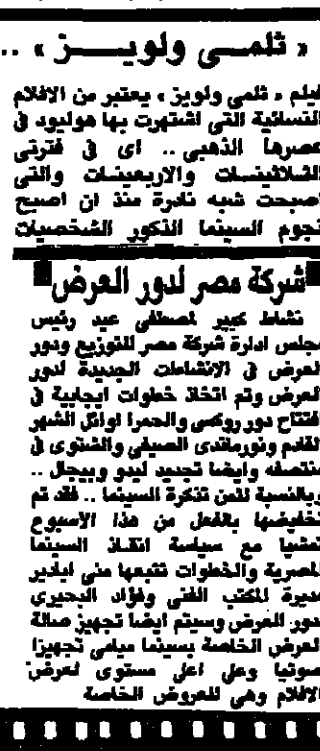 « ثلمى ولويـــز » ..
فيلم « ثلمى ولويز » يعتبر من الافلام
النسائية التى اشتهرت بها هوليود فى
عصرها الذهبى .. اى فى فترتى
الثلاثينات والاربعينات والتى
اصبحت شبه نادرة منذ ان اصبح
نجوم السينما الذكور الشخصيات
شركة مصر لدور العرض
نشاط كبير لمصطفى عيد رئيس
مجلس ادارة شركة مصر للتوزيع ودور
العرض فى الانشاءات الجديدة لدور
العرض وتم اتخاذ خطوات ايجابية فى
افتتاح دور روكسى والحمرا اوائل الشهر
القادم ونورماندى الصيفى والشتوى فى
منتصفه وايضا تجديد ليدو وبيجال ..
وبالنسبة لثمن تذكرة السينما .. فقد تم
تخفيضها بالفعل من هذا الاسبوع
تمشيا مع سياسة انقاذ السينما
المصرية والخطوات تتبعها منى ابادير
مديرة المكتب الفنى وفؤاد البحيرى
دور العرض وسيتم ايضا تجهيز صالة
العرض الخاصة بسينما ميامى تجهيزا
صوتيا وعلى اعلى مستوى لعرض
الافلام وهى للعروض الخاصة